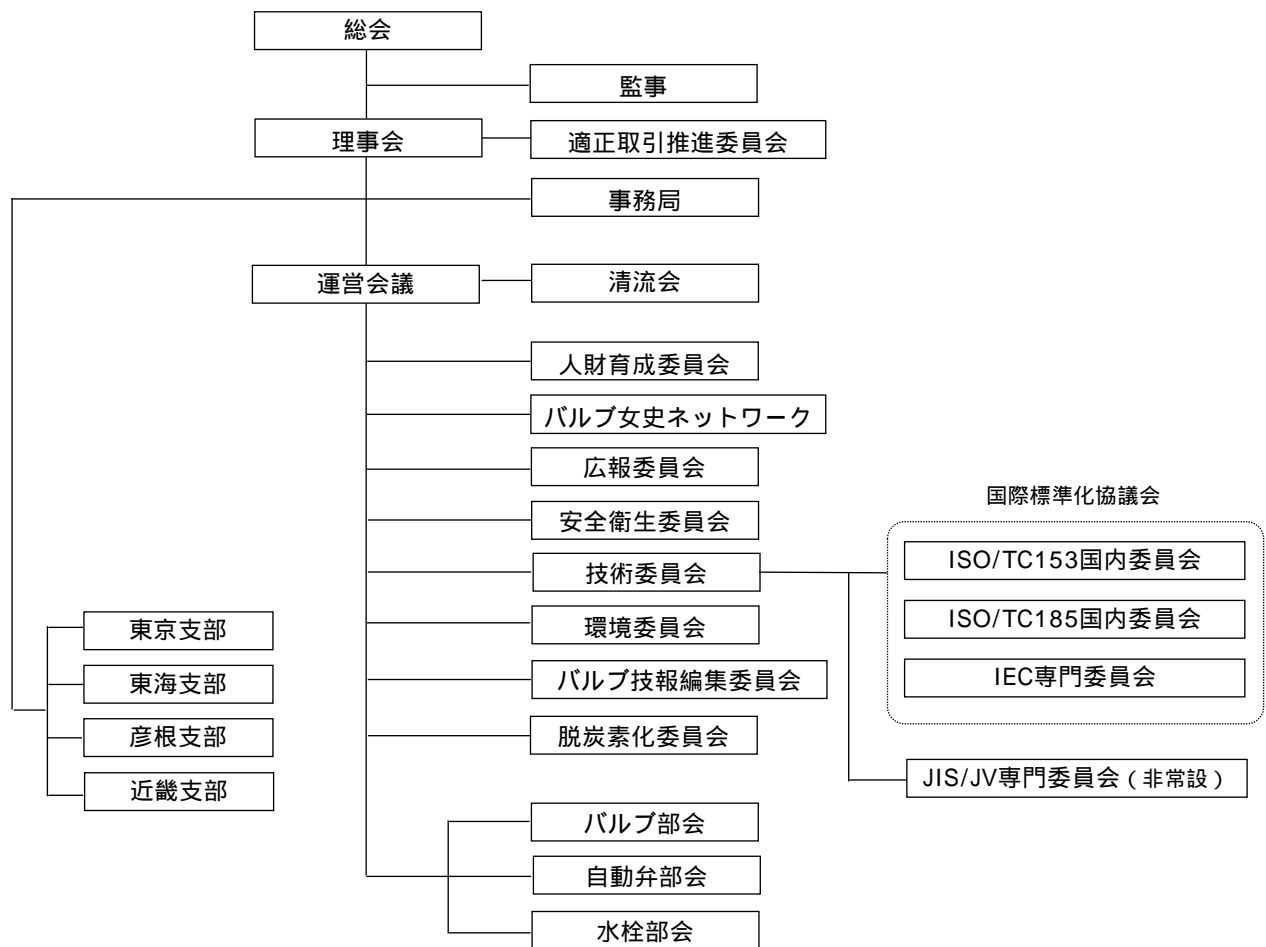 総会
監事
理事会
適正取引推進委員会
事務局
運営会議
清流会
人財育成委員会
バルブ女史ネットワーク
広報委員会
安全衛生委員会
技術委員会
環境委員会
バルブ技報編集委員会
脱炭素化委員会
国際標準化協議会
ISO/TC153国内委員会
ISO/TC185国内委員会
IEC専門委員会
JIS/JV専門委員会(非常設)
東京支部
東海支部
彦根支部
近畿支部
バルブ部会
自動弁部会
水栓部会